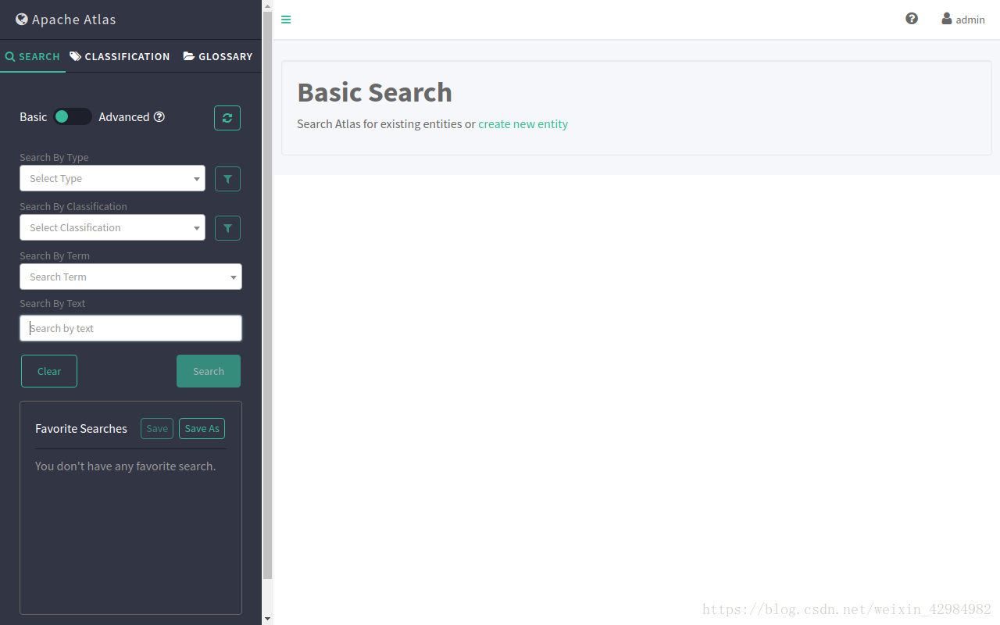 Apache Atlas
SEARCH CLASSIFICATION GLOSSARY
Basic Advanced
Search By Type
Select Type
Search By Classification
Select Classification
Search By Term
Search Term
Search By Text
Search by text
Clear Search
Favorite Searches Save Save As
You don't have any favorite search.
admin
Basic Search
Search Atlas for existing entities or create new entity
https://blog.csdn.net/weixin_42984982